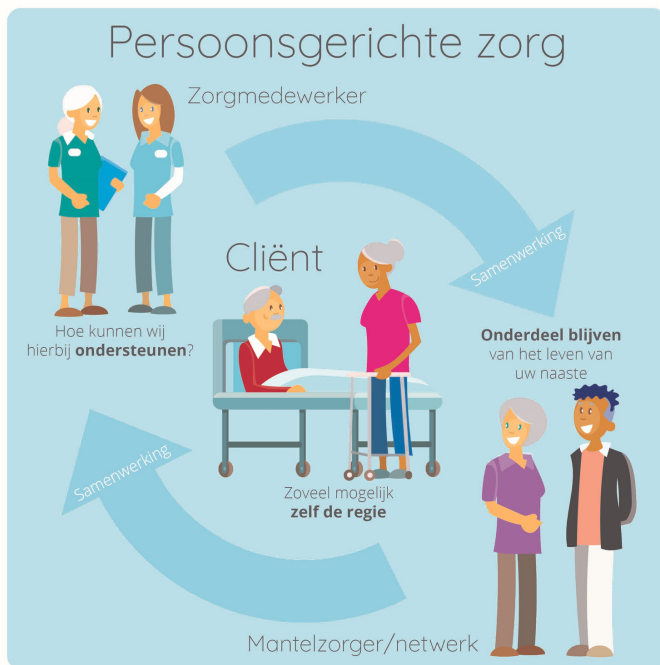 Persoonsgerichte zorg
Zorgmedewerker
Samenwerking
Cliënt
Hoe kunnen wij
hierbij ondersteunen?
Onderdeel blijven
van het leven van
uw naaste
Samenwerking
Zoveel mogelijk
zelf de regie
Mantelzorger/netwerk